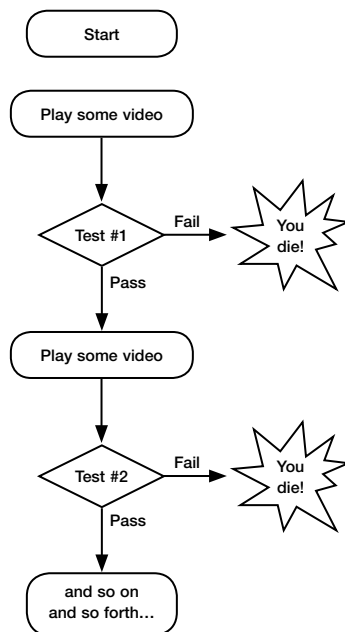 Start
Play some video
Test #1
Fail
You
die!
Pass
Play some video
Test #2
Fail
You
die!
Pass
and so on
and so forth…